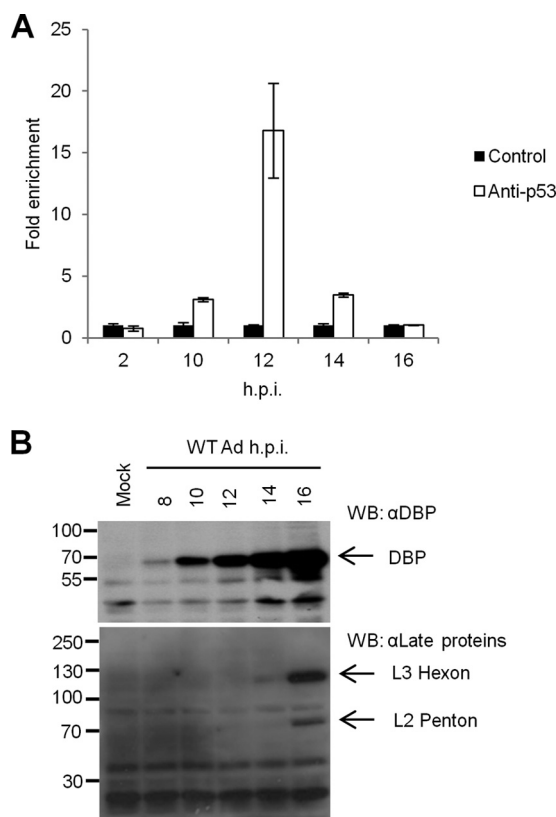 A
25
20
15
10
5
0
Fold enrichment
Control
Anti-p53
2 10 12 14 16
h.p.i.
B
WT Ad h.p.i.
Mock 8 10 12 14 16
WB: αDBP
100
70
55
DBP
WB: αLate proteins
250
130
100
70
30
L3 Hexon
L2 Penton